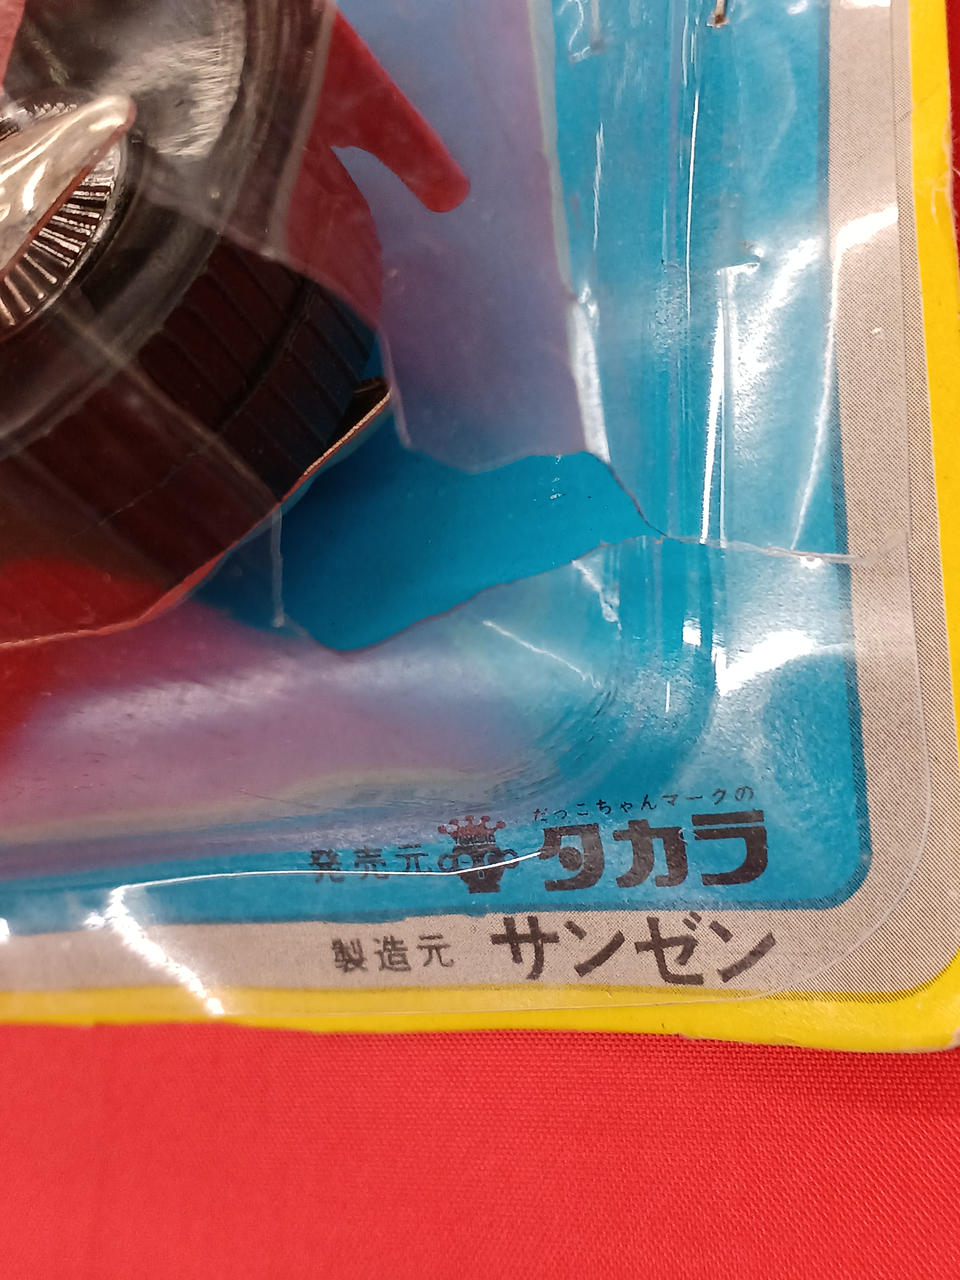 だっこちゃんマークの
発売元 タカラ
製造元 サンゼン